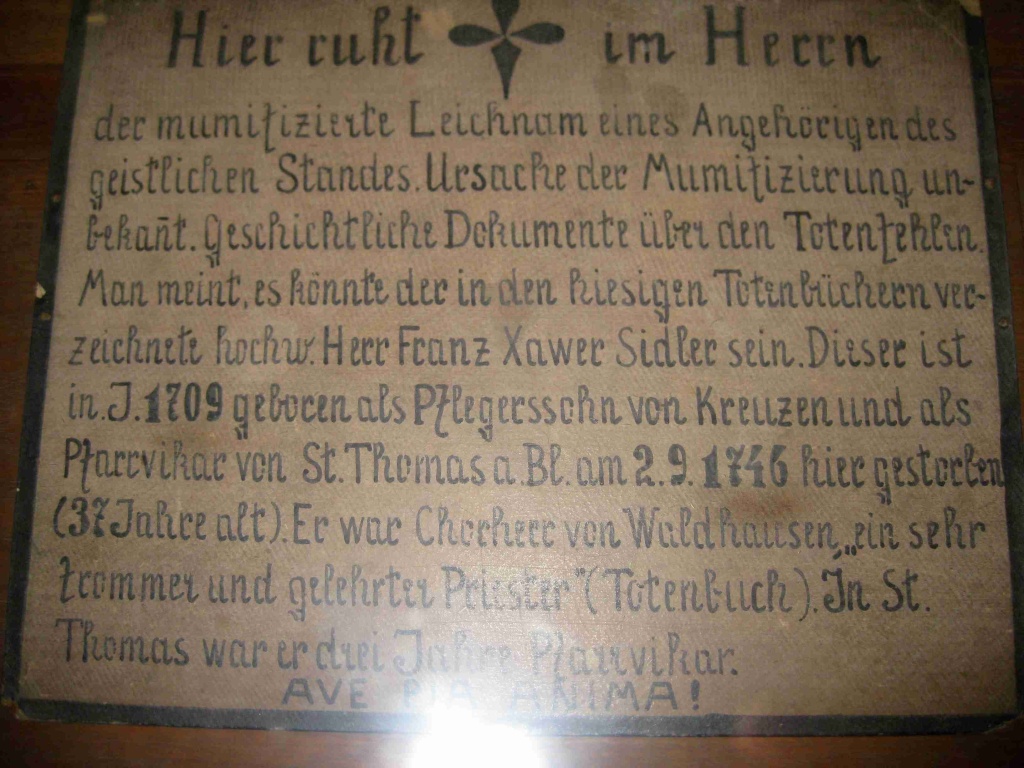 Hier ruht im Herrn
der mumifizierte Leichnam eines Angehörigen des
geistlichen Standes. Ursache der Mumifizierung un-
bekan̄t. Geschichtliche Dokumente über den Toten fehlen.
Man meint, es könnte der in den hiesigen Totenbüchern ver-
zeichnete hochw. Herr Franz Xawer Sidler sein. Dieser ist
in. J. 1709 geboren als Pflegerssohn von Kreuzen und als
Pfarrvikar von St. Thomas a. Bl. am 2. 9. 1746 hier gestorben
(37 Jahre alt). Er war Chorherr von Waldhausen, „ein sehr
frommer und gelehrter Priester" (Totenbuch). In St.
Thomas war er drei Jahre Pfarrvikar.
AVE PIA ANIMA!